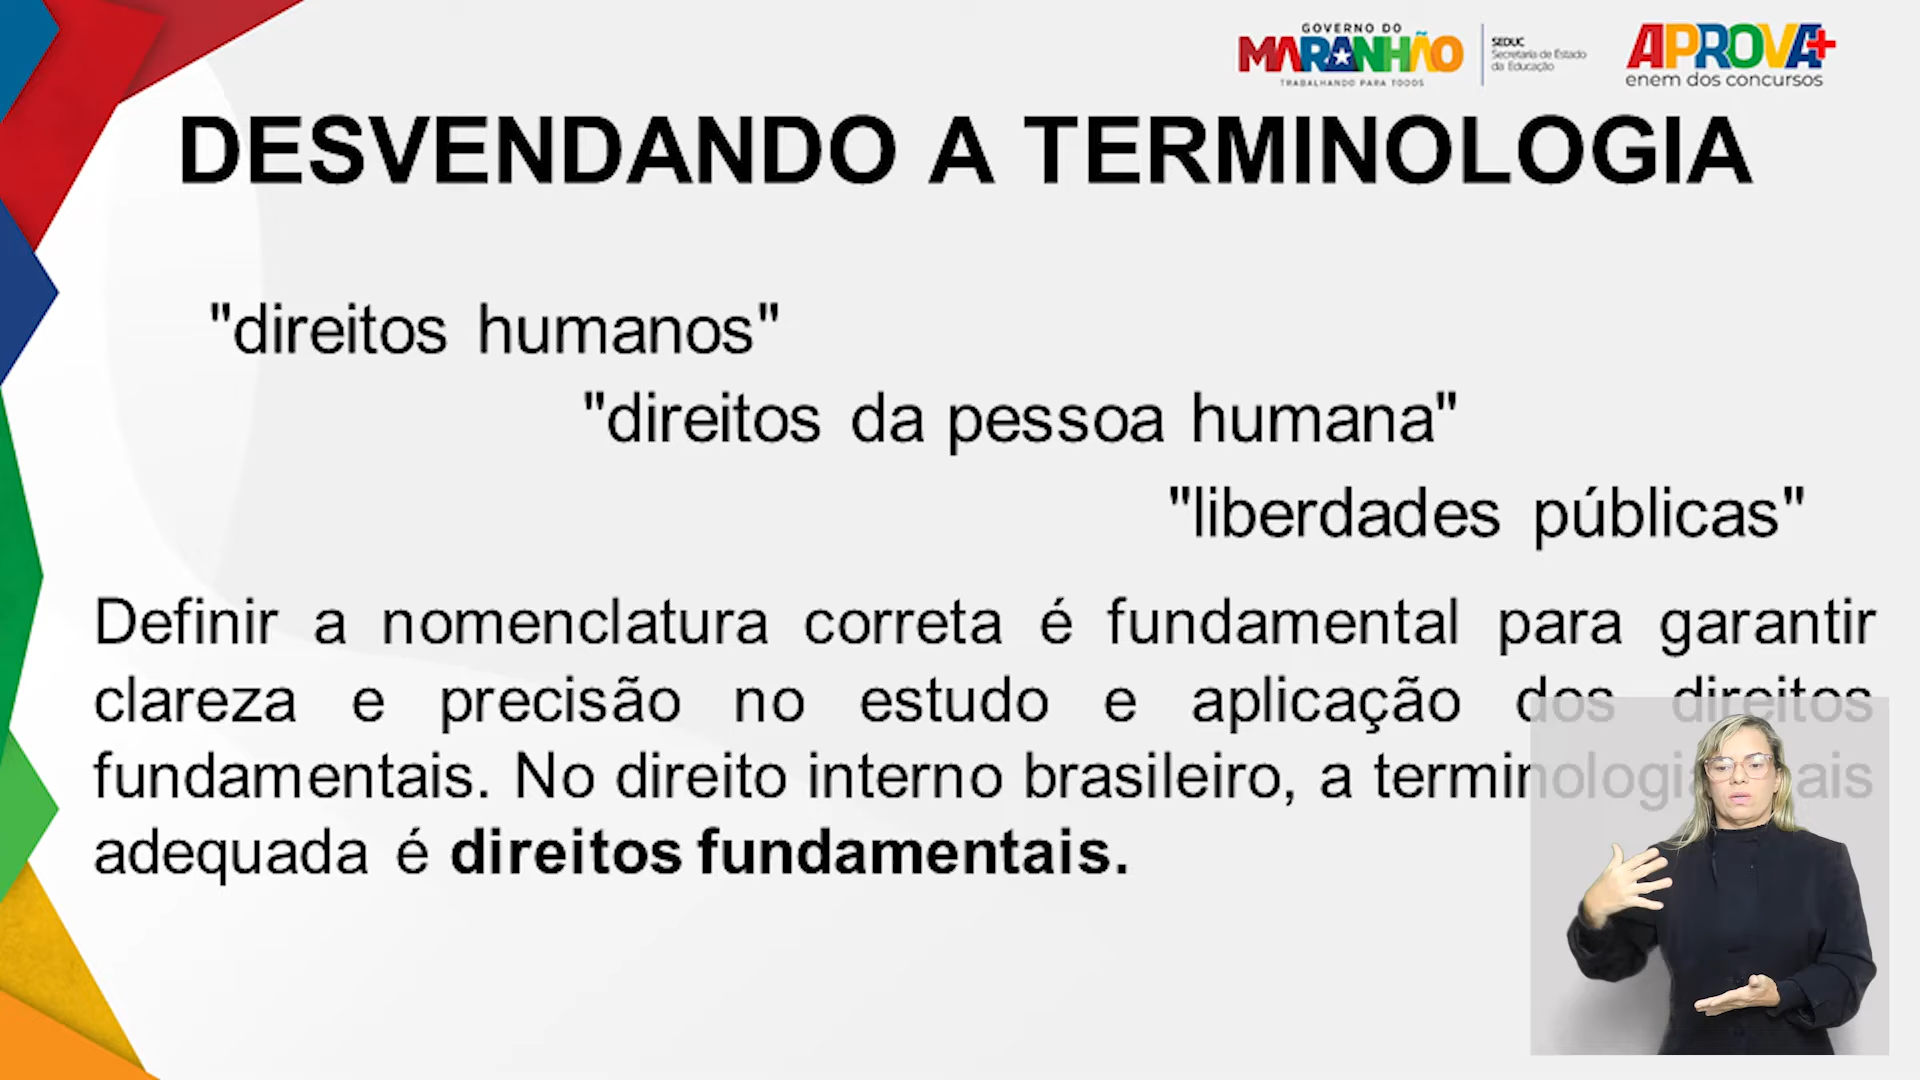 GOVERNO DO
MARANHÃO
TRABALHANDO PARA TODOS
SEDUC
Secretaria de Estado
da Educação
APROVA+
enem dos concursos
DESVENDANDO A TERMINOLOGIA
"direitos humanos"
"direitos da pessoa humana"
"liberdades públicas"
Definir a nomenclatura correta é fundamental para garantir
clareza e precisão no estudo e aplicação dos direitos
fundamentais. No direito interno brasileiro, a terminologia mais
adequada é direitos fundamentais.